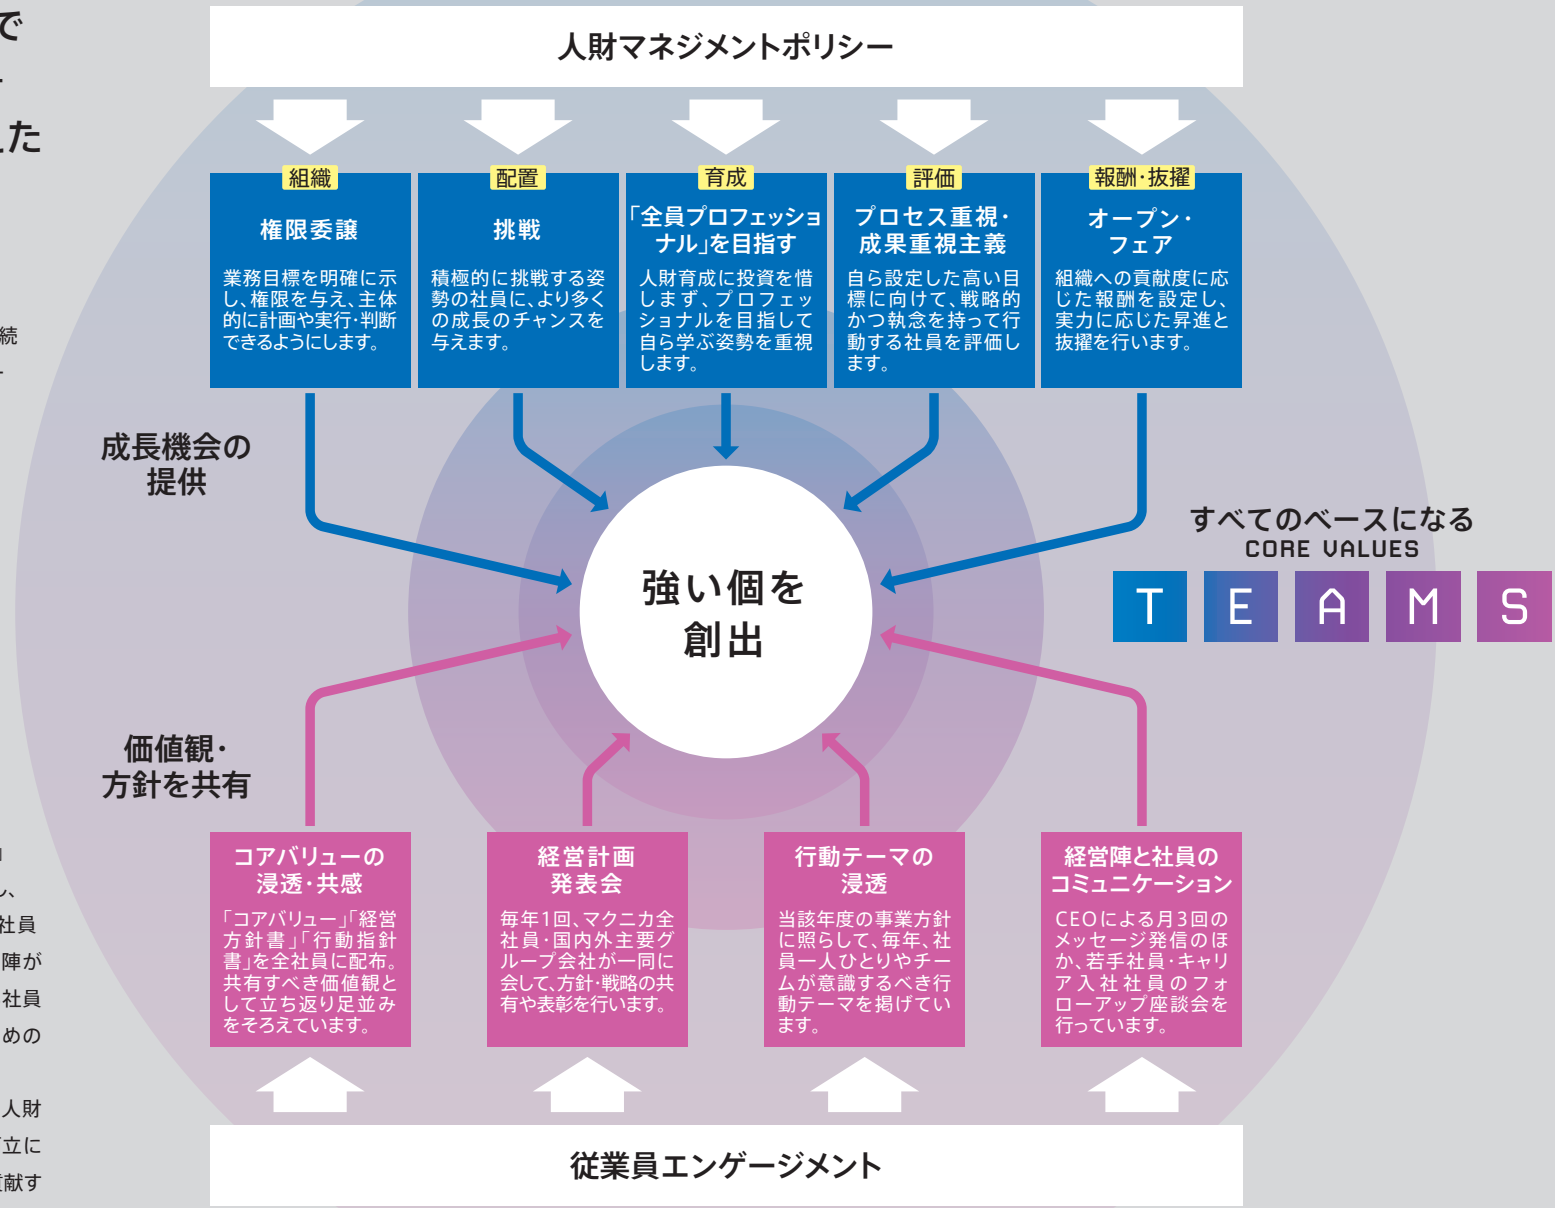 で
た
続
人財マネジメントポリシー
組織
権限委譲
業務目標を明確に示
し、権限を与え、主体
的に計画や実行・判断
できるようにします。
配置
挑戦
積極的に挑戦する姿
勢の社員に、より多く
の成長のチャンスを
与えます。
育成
「全員プロフェッショ
ナル」を目指す
人財育成に投資を惜
しまず、プロフェッ
ショナルを目指して
自ら学ぶ姿勢を重視
します。
評価
プロセス重視・
成果重視主義
自ら設定した高い目
標に向けて、戦略的
かつ執念を持って行
動する社員を評価し
ます。
報酬・抜擢
オープン・
フェア
組織への貢献度に応
じた報酬を設定し、
実力に応じた昇進と
抜擢を行います。
成長機会の
提供
強い個を
創出
すべてのベースになる
CORE VALUES
T E A M S
価値観・
方針を共有
コアバリューの
浸透・共感
「コアバリュー」「経営
方針書」「行動指針
書」を全社員に配布。
共有すべき価値観と
して立ち返り足並み
をそろえています。
経営計画
発表会
毎年1回、マクニカ全
社員・国内外主要グ
ループ会社が一同に
会して、方針・戦略の共
有や表彰を行います。
行動テーマの
浸透
当該年度の事業方針
に照らして、毎年、社
員一人ひとりやチー
ムが意識するべき行
動テーマを掲げてい
ます。
経営陣と社員の
コミュニケーション
CEOによる月3回の
メッセージ発信のほ
か、若手社員・キャリ
ア入社社員のフォ
ローアップ座談会を
行っています。
従業員エンゲージメント
し、
社員
陣が
社員
めの
人財
立に
献す